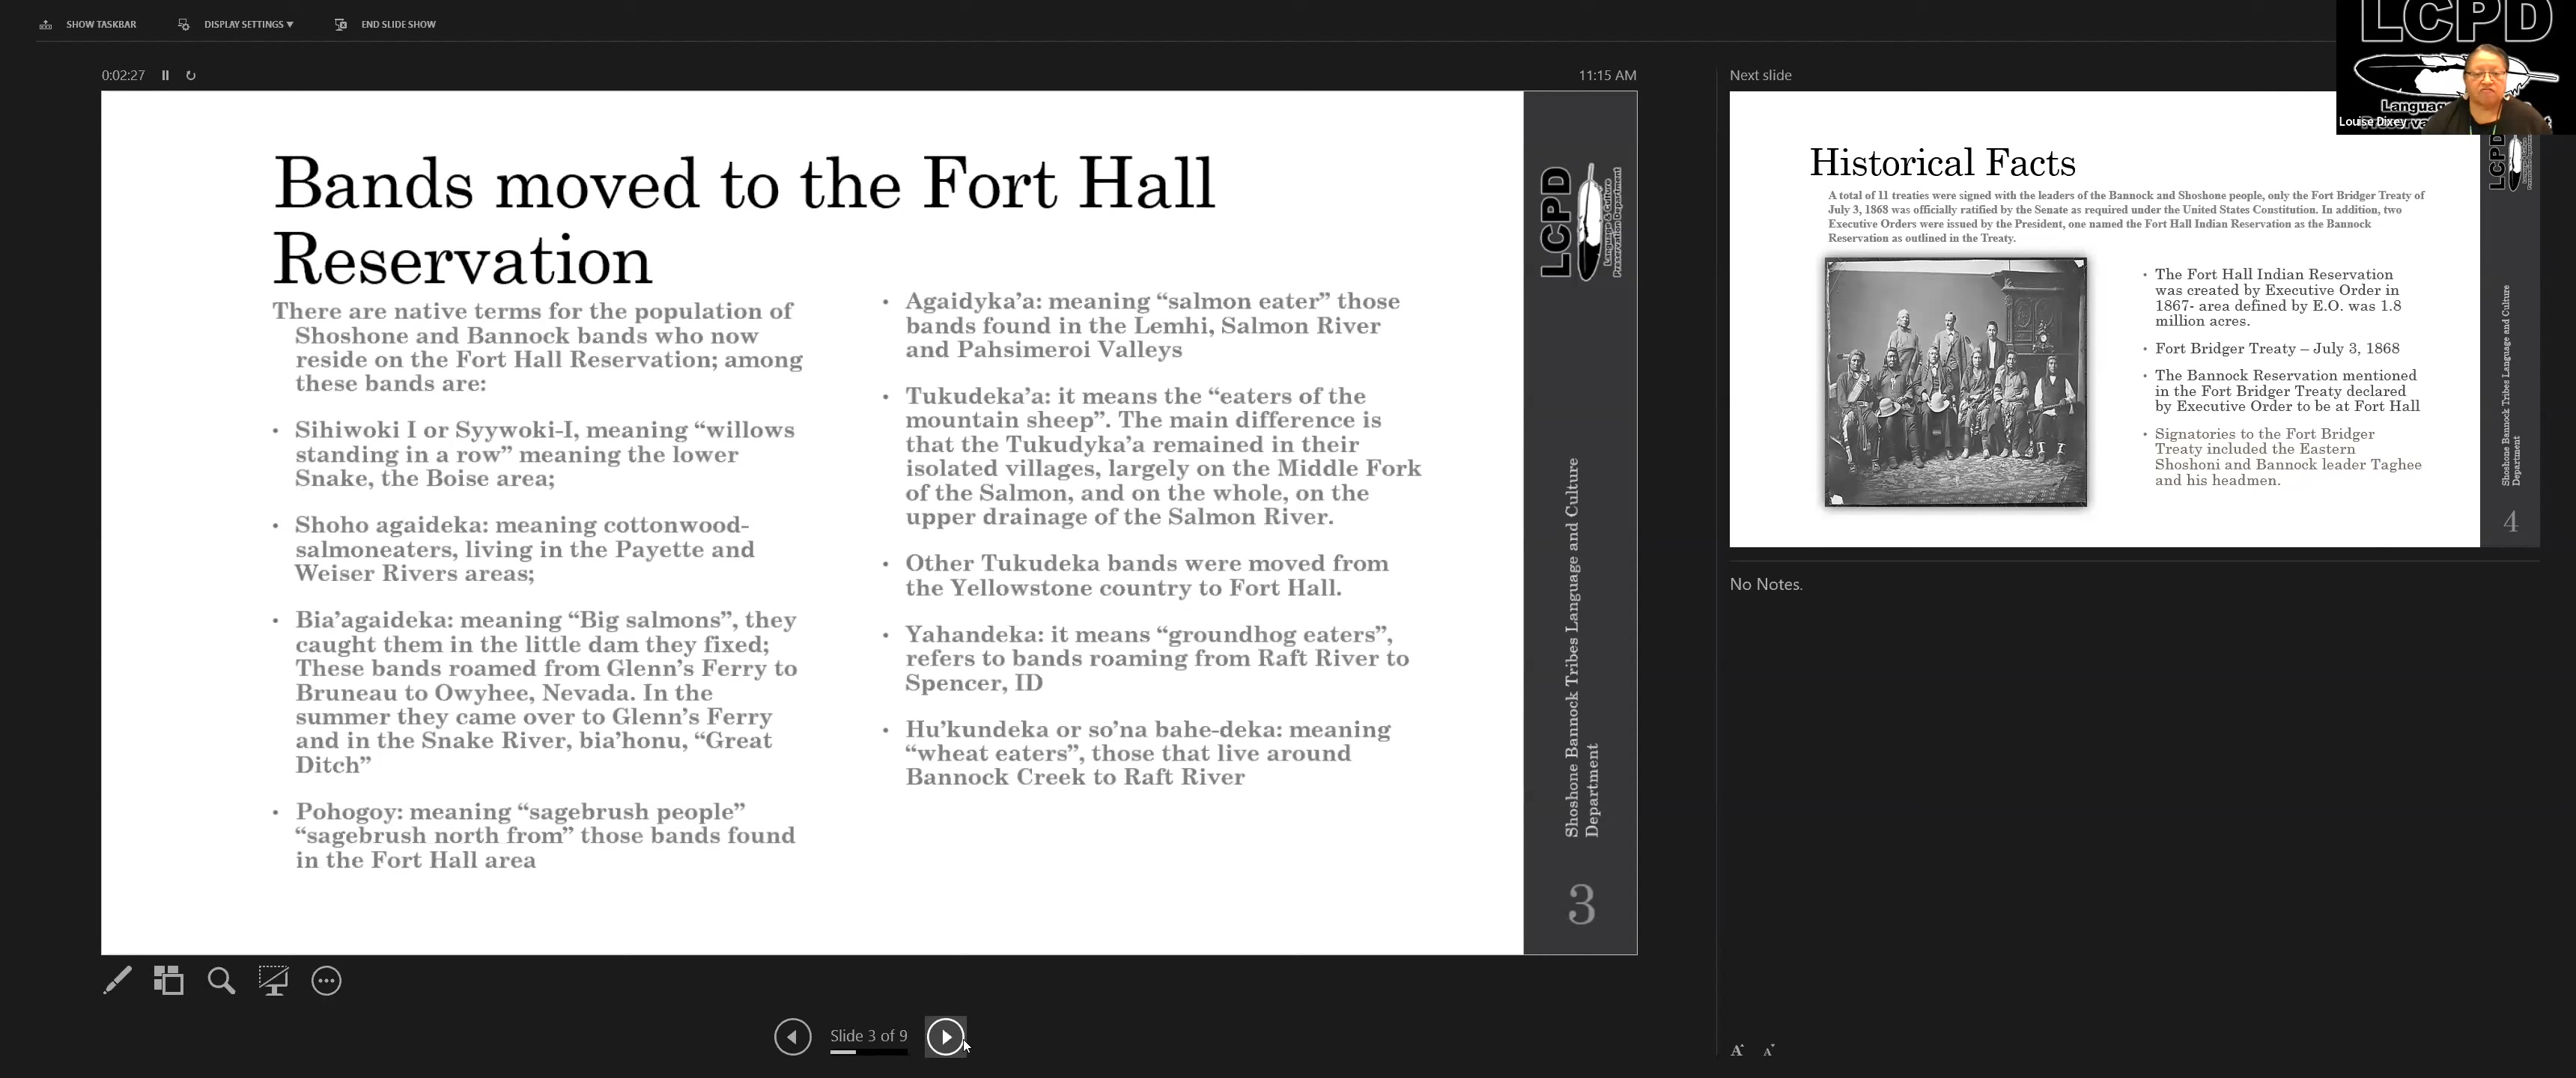 SHOW TASKBAR
DISPLAY SETTINGS ▾
END SLIDE SHOW
0:02:27
11:15 AM
Bands moved to the Fort Hall
Reservation
There are native terms for the population of
Shoshone and Bannock bands who now
reside on the Fort Hall Reservation; among
these bands are:
• Sihiwoki I or Syywoki-I, meaning “willows
standing in a row” meaning the lower
Snake, the Boise area;
• Shoho agaideka: meaning cottonwood-
salmoneaters, living in the Payette and
Weiser Rivers areas;
• Bia’agaideka: meaning “Big salmons”, they
caught them in the little dam they fixed;
These bands roamed from Glenn’s Ferry to
Bruneau to Owyhee, Nevada. In the
summer they came over to Glenn’s Ferry
and in the Snake River, bia’honu, “Great
Ditch”
• Pohogoy: meaning “sagebrush people”
“sagebrush north from” those bands found
in the Fort Hall area
• Agaidyka’a: meaning “salmon eater” those
bands found in the Lemhi, Salmon River
and Pahsimeroi Valleys
• Tukudeka’a: it means the “eaters of the
mountain sheep”. The main difference is
that the Tukudyka’a remained in their
isolated villages, largely on the Middle Fork
of the Salmon, and on the whole, on the
upper drainage of the Salmon River.
• Other Tukudeka bands were moved from
the Yellowstone country to Fort Hall.
• Yahandeka: it means “groundhog eaters”,
refers to bands roaming from Raft River to
Spencer, ID
• Hu’kundeka or so’na bahe-deka: meaning
“wheat eaters”, those that live around
Bannock Creek to Raft River
LCPD
Language & Culture
Preservation Department
Shoshone Bannock Tribes Language and Culture
Department
3
Slide 3 of 9
Next slide
Historical Facts
A total of 11 treaties were signed with the leaders of the Bannock and Shoshone people, only the Fort Bridger Treaty of
July 3, 1868 was officially ratified by the Senate as required under the United States Constitution. In addition, two
Executive Orders were issued by the President, one named the Fort Hall Indian Reservation as the Bannock
Reservation as outlined in the Treaty.
• The Fort Hall Indian Reservation
was created by Executive Order in
1867- area defined by E.O. was 1.8
million acres.
• Fort Bridger Treaty – July 3, 1868
• The Bannock Reservation mentioned
in the Fort Bridger Treaty declared
by Executive Order to be at Fort Hall
• Signatories to the Fort Bridger
Treaty included the Eastern
Shoshoni and Bannock leader Taghee
and his headmen.
LCPD
Shoshone Bannock Tribes Language and Culture
Department
4
No Notes.
A A
LCPD
Louise Dixey